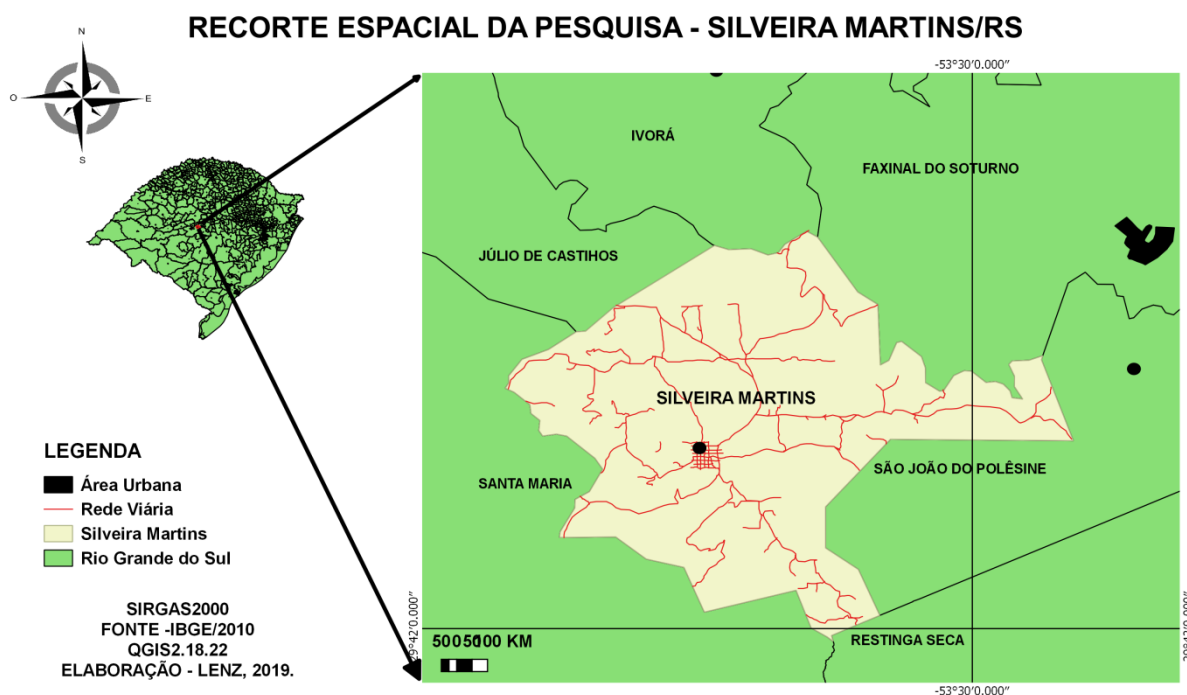 RECORTE ESPACIAL DA PESQUISA - SILVEIRA MARTINS/RS
N
O
E
S
-53°30'0.000"
IVORÁ
FAXINAL DO SOTURNO
JÚLIO DE CASTIHOS
SILVEIRA MARTINS
SANTA MARIA
SÃO JOÃO DO POLÊSINE
RESTINGA SECA
LEGENDA
Área Urbana
Rede Viária
Silveira Martins
Rio Grande do Sul
SIRGAS2000
FONTE -IBGE/2010
QGIS2.18.22
ELABORAÇÃO - LENZ, 2019.
KM
-53°30'0.000"